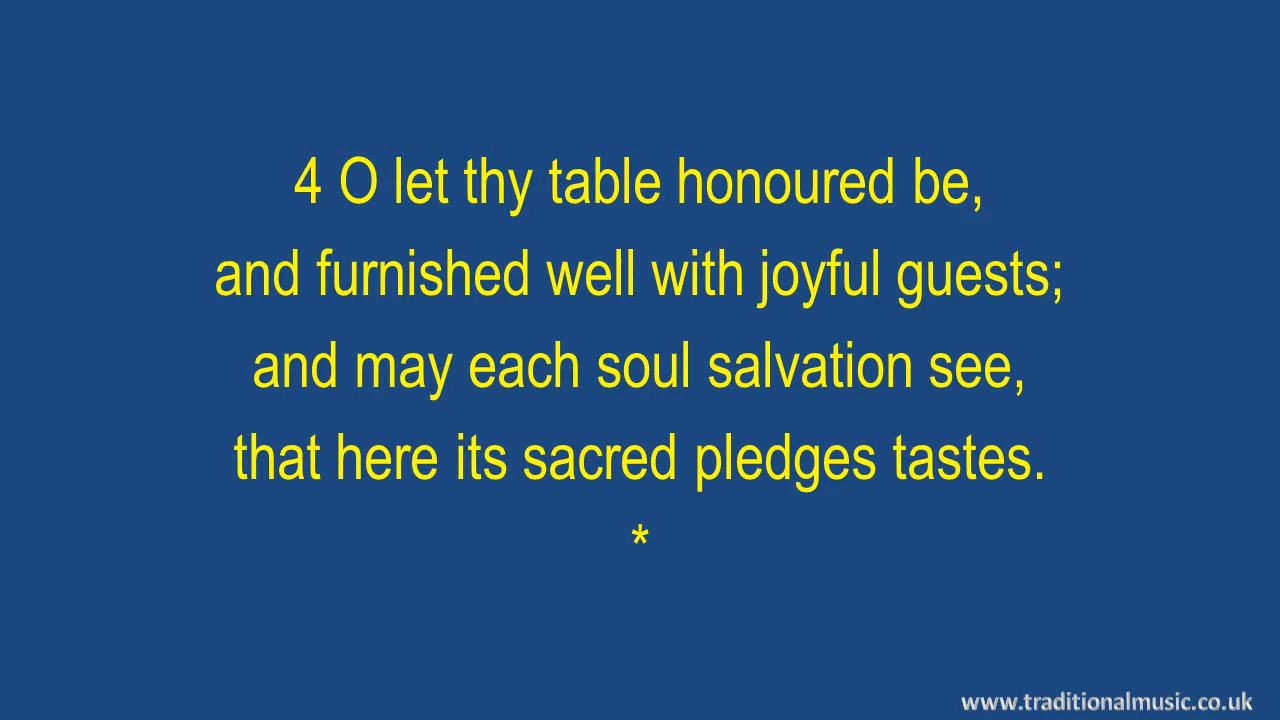 4 O let thy table honoured be,
and furnished well with joyful guests;
and may each soul salvation see,
that here its sacred pledges tastes.
*
www.traditionalmusic.co.uk